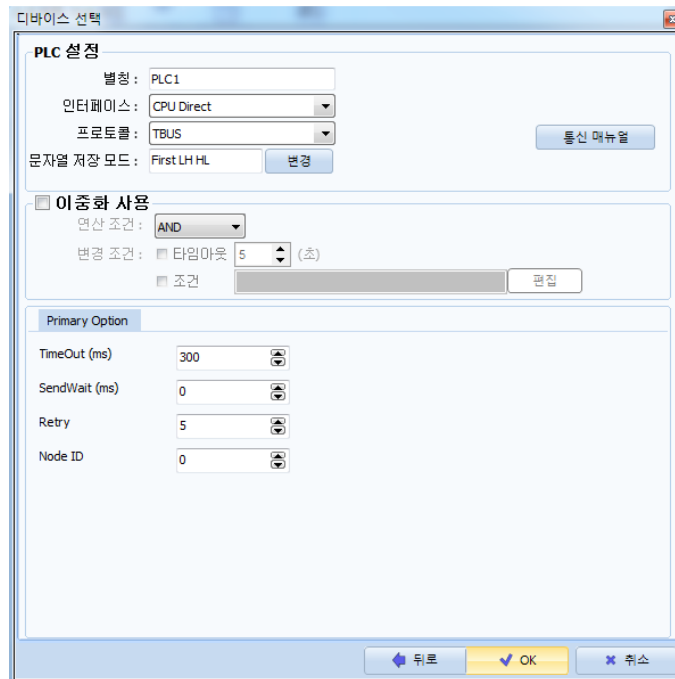 디바이스 선택
PLC 설정
별칭 : PLC1
인터페이스 : CPU Direct
프로토콜 : TBUS
통신 매뉴얼
문자열 저장 모드 : First LH HL 변경
이중화 사용
연산 조건 : AND
변경 조건 : 타임아웃 5 (초)
조건 편집
Primary Option
TimeOut (ms) 300
SendWait (ms) 0
Retry 5
Node ID 0
뒤로 OK 취소